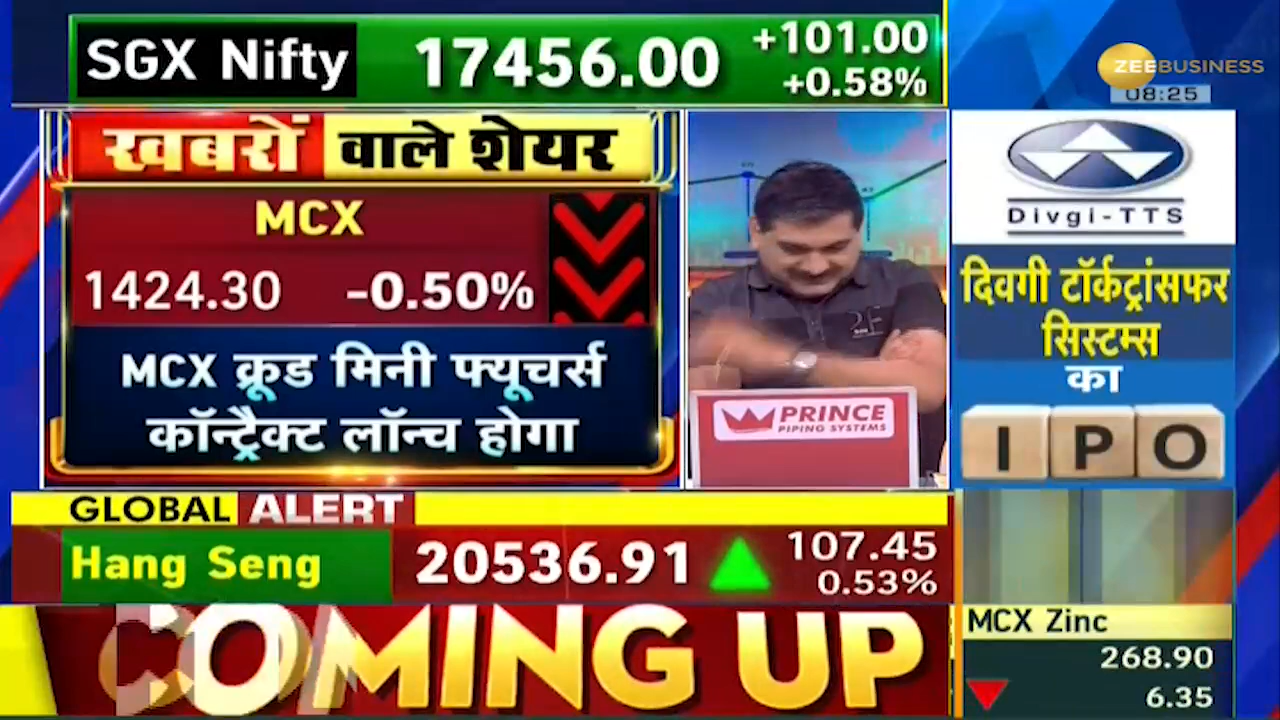 SGX Nifty 17456.00 +101.00
+0.58%
ZEEBUSINESS
08:25
खबरों वाले शेयर
MCX
1424.30 -0.50%
MCX क्रूड मिनी फ्यूचर्स
कॉन्ट्रैक्ट लॉन्च होगा
2F
PRINCE
PIPING SYSTEMS
Divgi-TTS
दिवगी टॉर्कट्रांसफर
सिस्टम्स
का
IPO
GLOBAL ALERT
Hang Seng 20536.91 107.45
0.53%
COMING UP
MCX Zinc
268.90
6.35